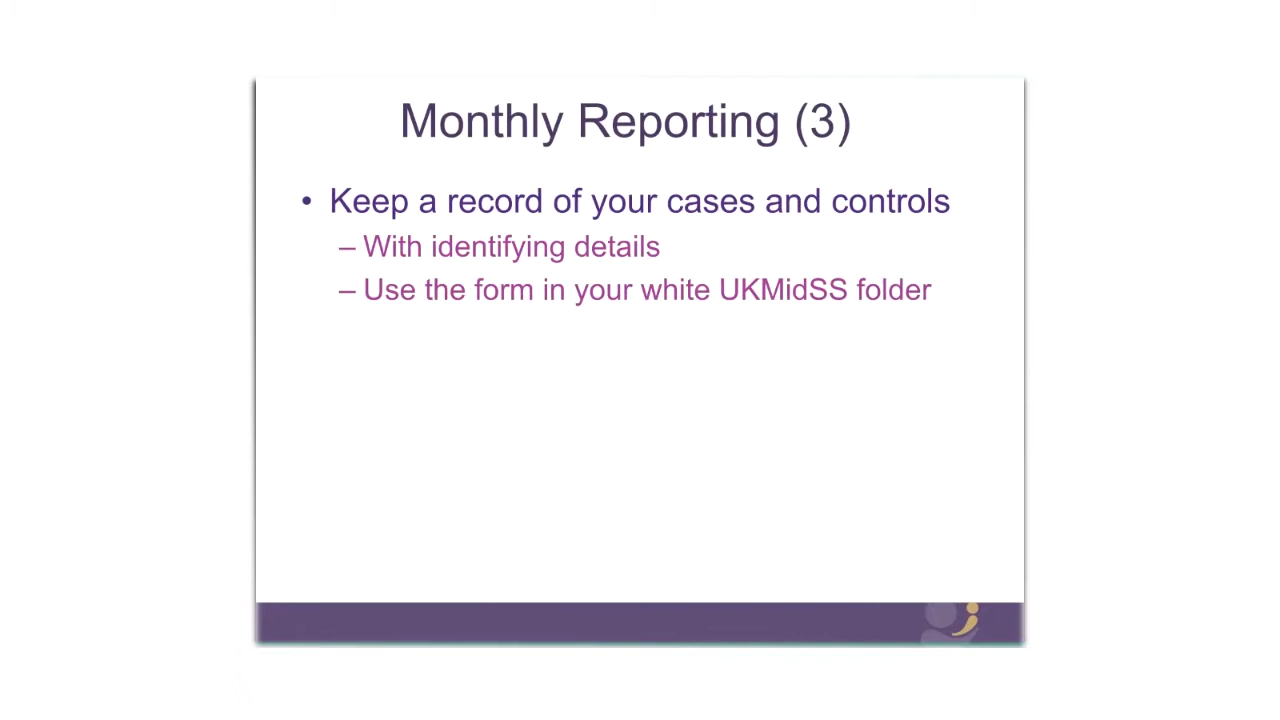 Monthly Reporting (3)
• Keep a record of your cases and controls
– With identifying details
– Use the form in your white UKMidSS folder